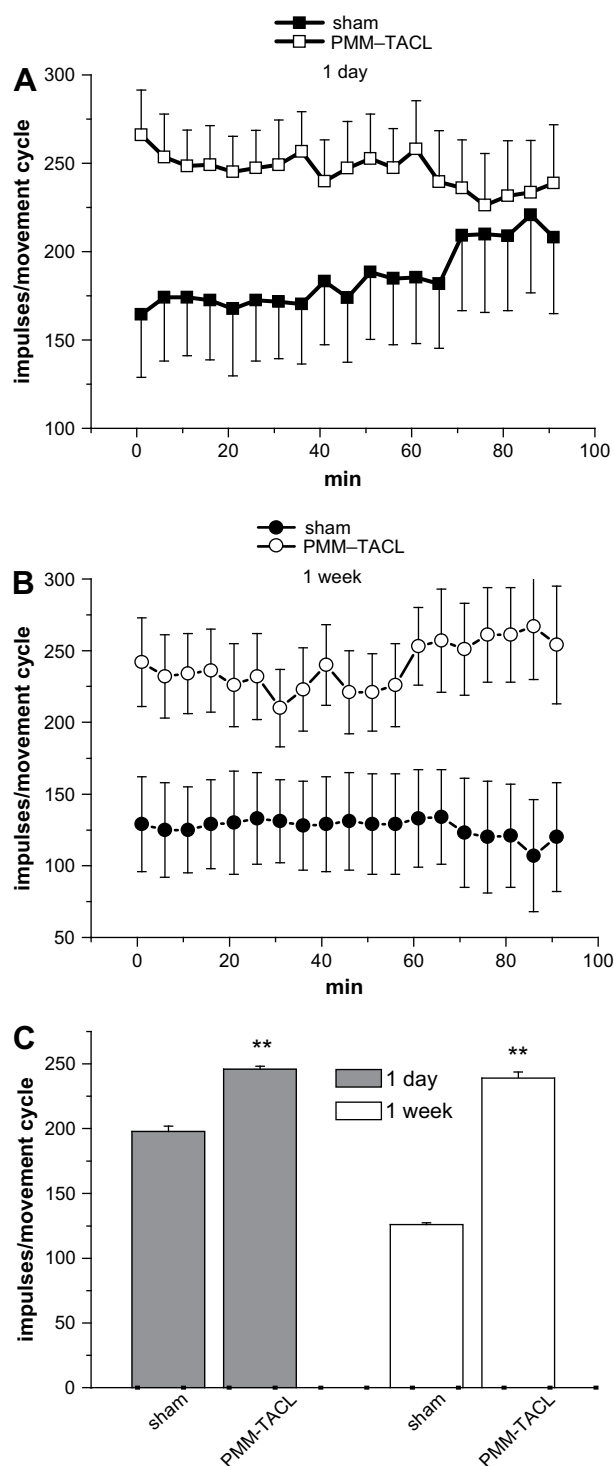 sham
PMM–TACL
A
1 day
300
250
200
150
100
impulses/movement cycle
0 20 40 60 80 100
min
sham
PMM–TACL
B
1 week
300
250
200
150
100
50
impulses/movement cycle
0 20 40 60 80 100
min
C
** **
1 day
1 week
250
200
150
100
50
0
impulses/movement cycle
sham
PMM-TACL
sham
PMM-TACL